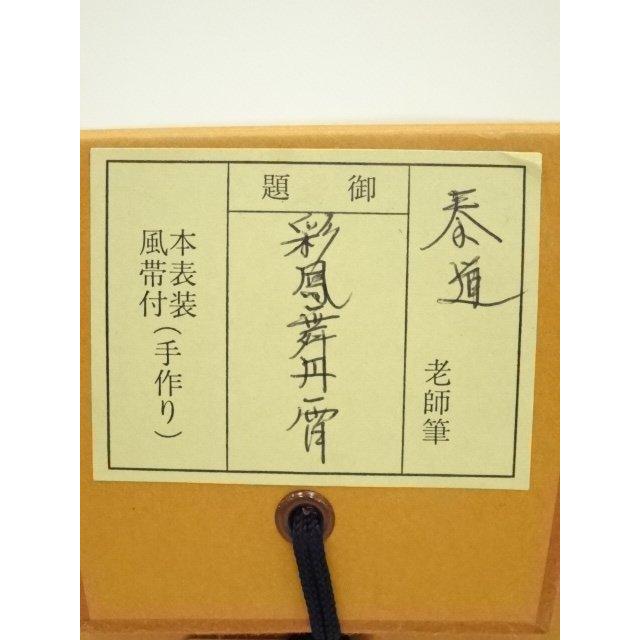 泰道 老師筆
御題
彩鳳舞丹霄
本表装
風帯付(手作り)